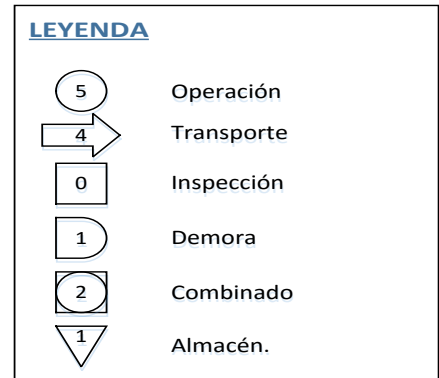 LEYENDA
5 Operación
4 Transporte
0 Inspección
1 Demora
2 Combinado
1 Almacén.